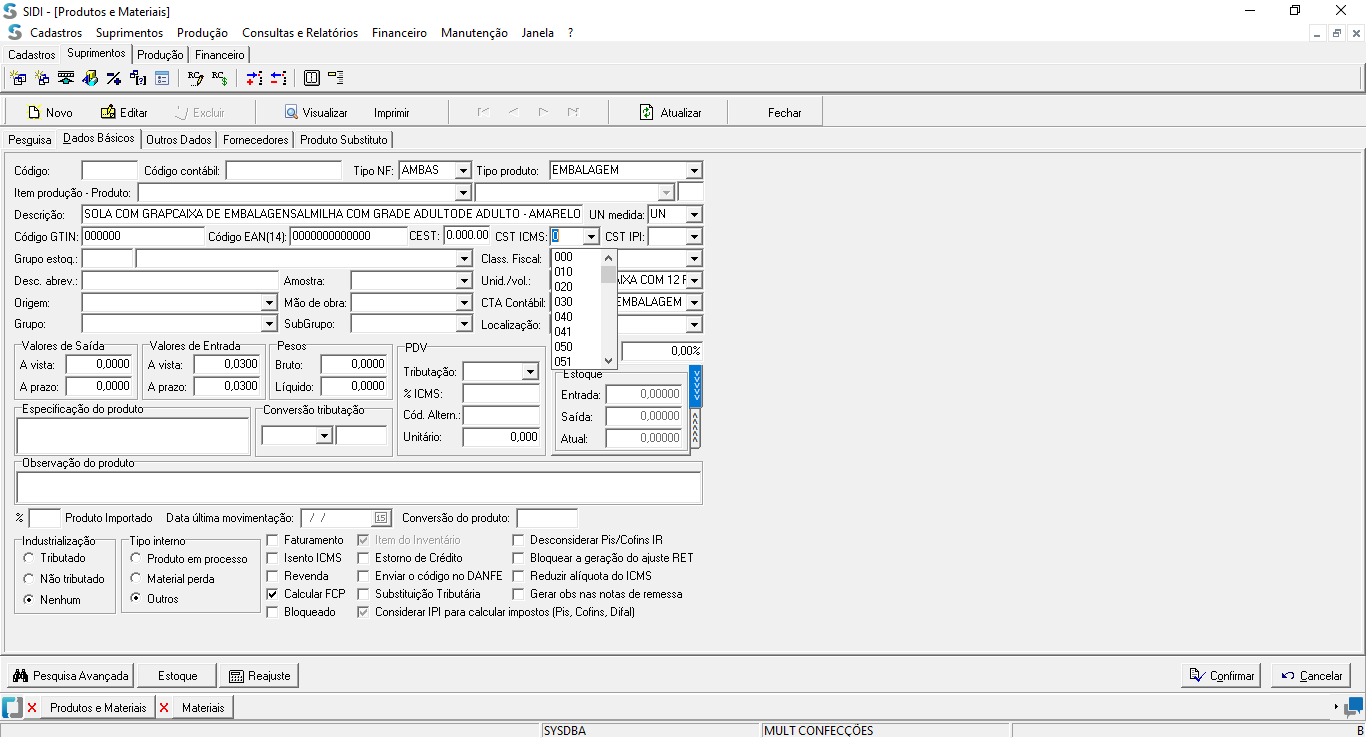 SIDI - [Produtos e Materiais]
Cadastros Suprimentos Produção Consultas e Relatórios Financeiro Manutenção Janela ?
Cadastros Suprimentos Produção Financeiro
Novo Editar Excluir Visualizar Imprimir Atualizar Fechar
Pesquisa Dados Básicos Outros Dados Fornecedores Produto Substituto
Código: Código contábil: Tipo NF: AMBAS Tipo produto: EMBALAGEM
Item produção - Produto:
Descrição: SOLA COM GRAPCAIXA DE EMBALAGENSALMILHA COM GRADE ADULTODE ADULTO - AMARELO UN medida: UN
Código GTIN: 000000 Código EAN(14): 0000000000000 CEST: 0.000.00 CST ICMS: 0 CST IPI:
Grupo estoq.: Class. Fiscal: 000
010
Desc. abrev.: Amostra: Unid./vol.: 020 AIXA COM 12 F
Origem: Mão de obra: CTA Contábil: 030 EMBALAGEM
040
Grupo: SubGrupo: Localização: 041
050
051
Valores de Saída Valores de Entrada Pesos PDV 0,00%
A vista: 0,0000 A vista: 0,0300 Bruto: 0,0000
Tributação: Estoque
A prazo: 0,0000 A prazo: 0,0300 Líquido: 0,0000
% ICMS: Entrada: 0,00000
Especificação do produto Conversão tributação
Cód. Altern.: Saída: 0,00000
Unitário: 0,000 Atual: 0,00000
Observação do produto
% Produto Importado Data última movimentação: / / 15 Conversão do produto:
Industrialização Tipo interno Faturamento Item do Inventário Desconsiderar Pis/Cofins IR
Tributado Produto em processo Isento ICMS Estorno de Crédito Bloquear a geração do ajuste RET
Não tributado Material perda Revenda Enviar o código no DANFE Reduzir alíquota do ICMS
Nenhum Outros Calcular FCP Substituição Tributária Gerar obs nas notas de remessa
Bloqueado Considerar IPI para calcular impostos (Pis, Cofins, Difal)
Pesquisa Avançada Estoque Reajuste Confirmar Cancelar
Produtos e Materiais Materiais
SYSDBA MULT CONFECÇÕES B